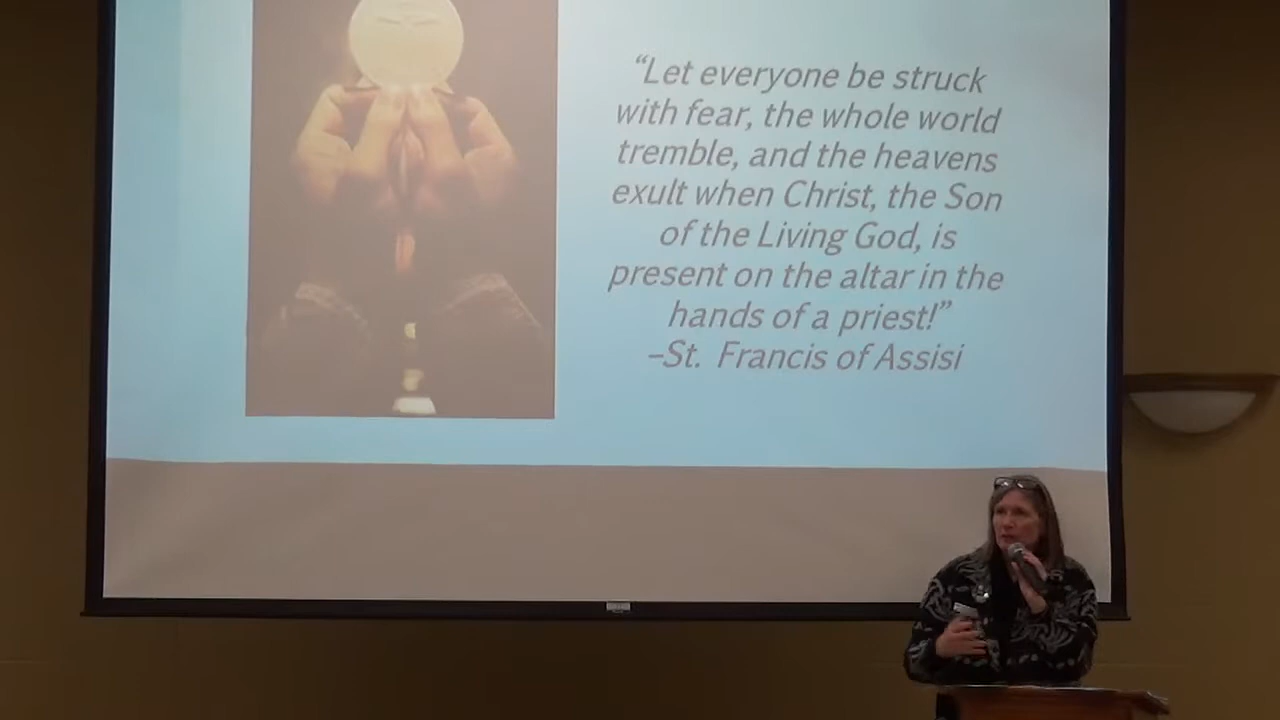 “Let everyone be struck
with fear, the whole world
tremble, and the heavens
exult when Christ, the Son
of the Living God, is
present on the altar in the
hands of a priest!”
–St. Francis of Assisi